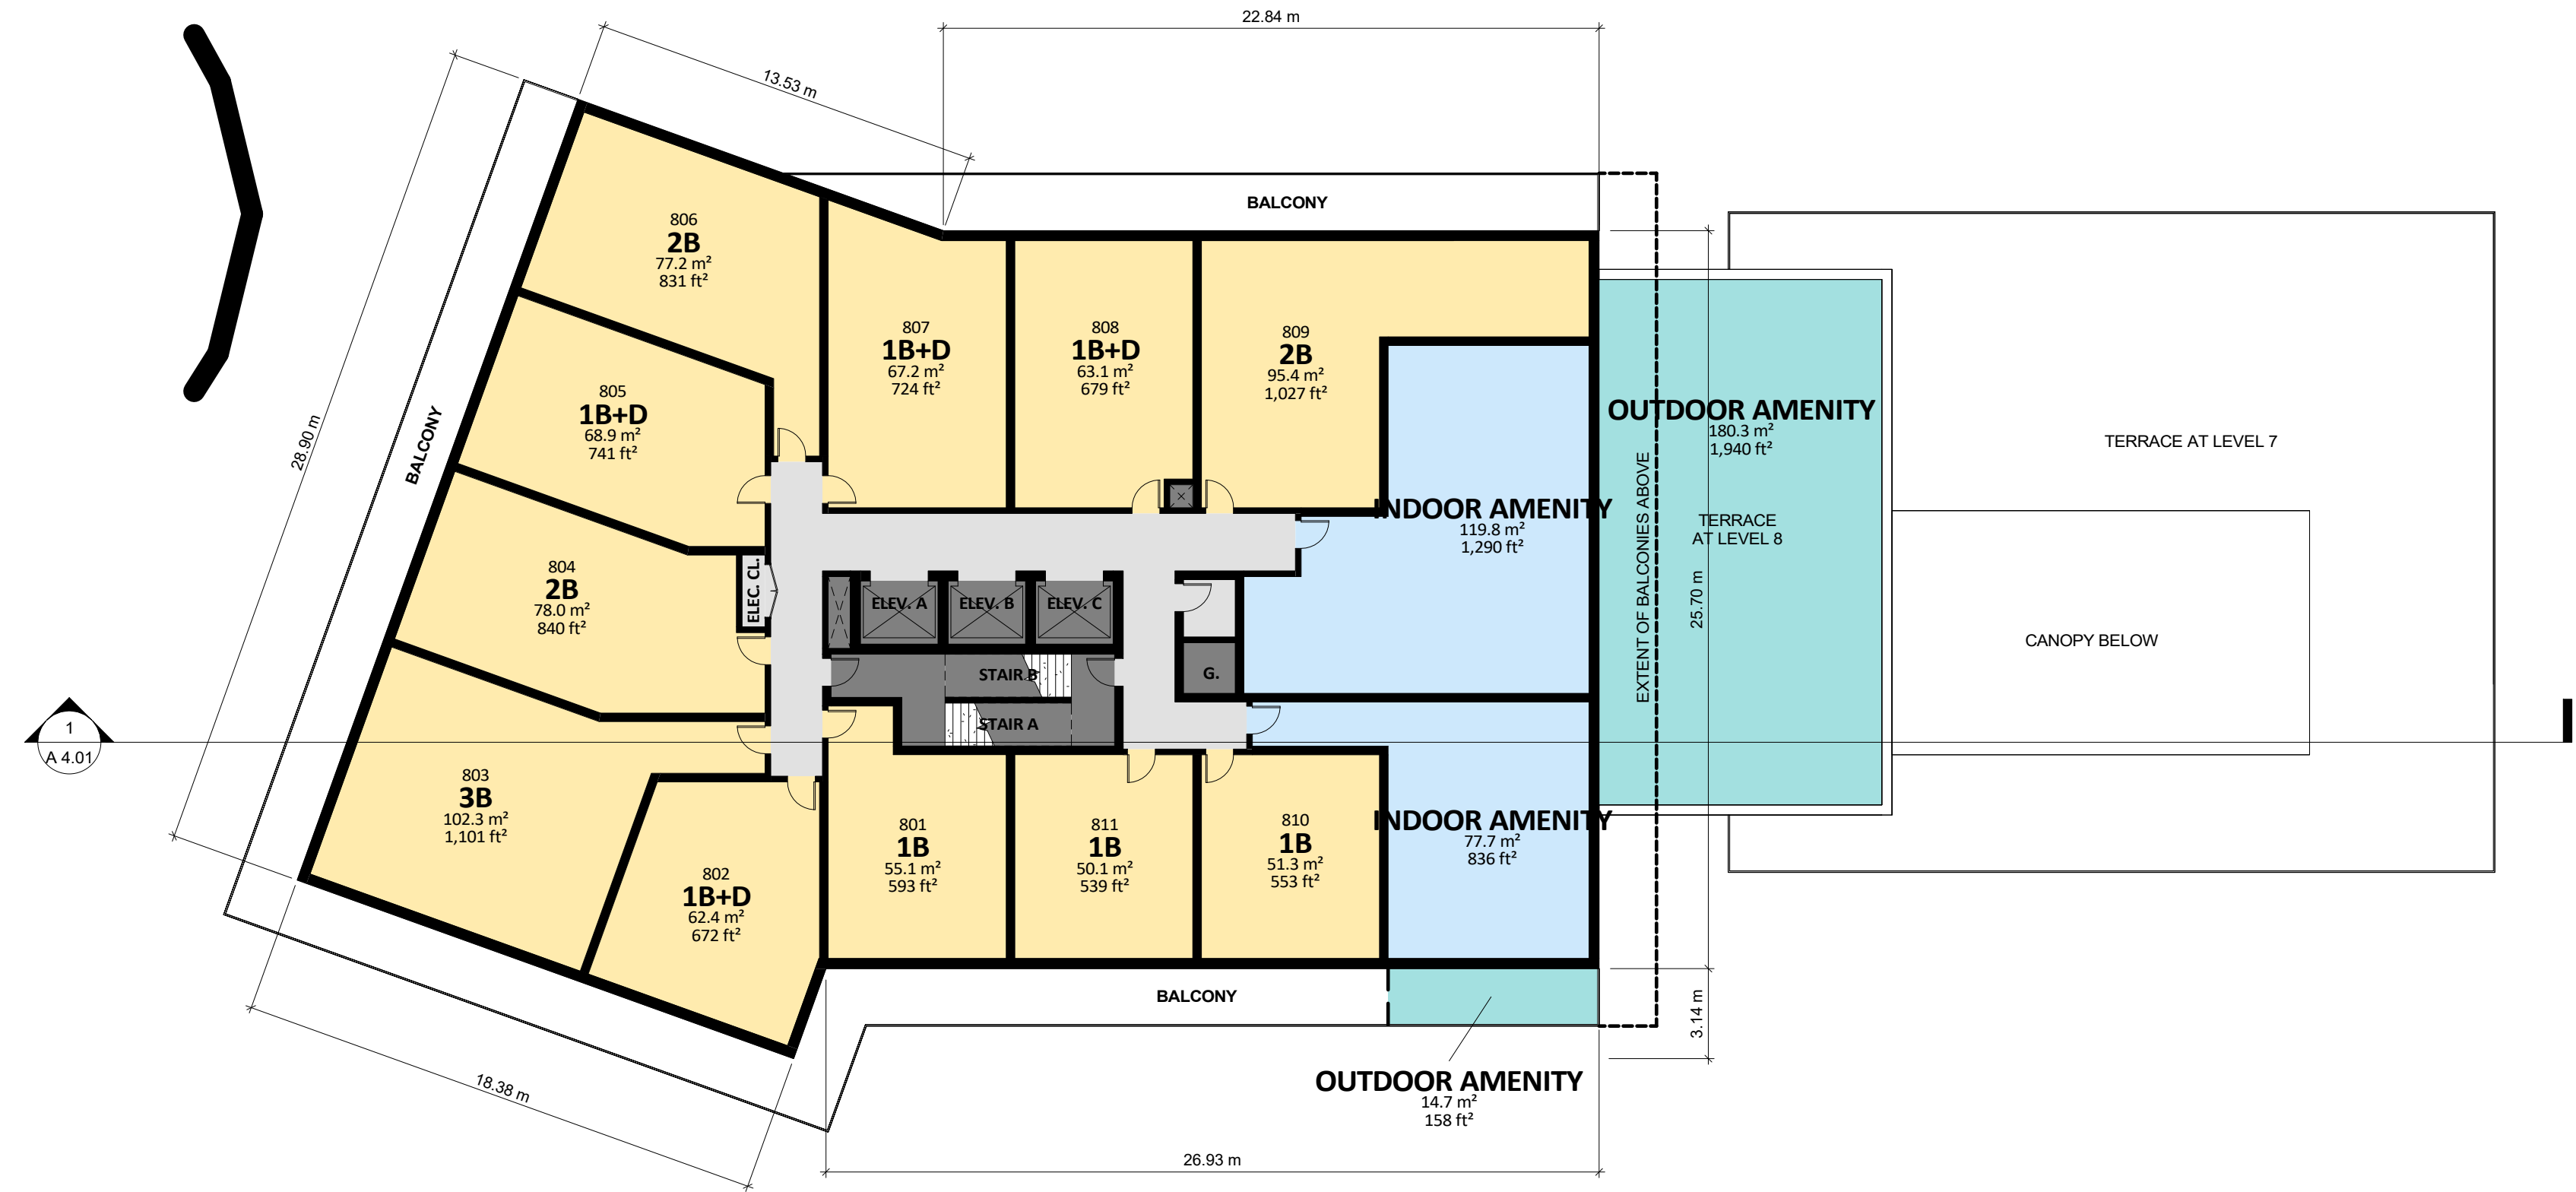 22.84 m
13.53 m
28.90 m
BALCONY
BALCONY
806
2B
77.2 m²
831 ft²
807
1B+D
67.2 m²
724 ft²
808
1B+D
63.1 m²
679 ft²
809
2B
95.4 m²
1,027 ft²
805
1B+D
68.9 m²
741 ft²
OUTDOOR AMENITY
180.3 m²
1,940 ft²
TERRACE
AT LEVEL 8
EXTENT OF BALCONIES ABOVE
25.70 m
TERRACE AT LEVEL 7
CANOPY BELOW
INDOOR AMENITY
119.8 m²
1,290 ft²
804
2B
78.0 m²
840 ft²
ELEC. CL.
ELEV. A
ELEV. B
ELEV. C
STAIR B
STAIR A
G.
1
A 4.01
803
3B
102.3 m²
1,101 ft²
802
1B+D
62.4 m²
672 ft²
801
1B
55.1 m²
593 ft²
811
1B
50.1 m²
539 ft²
810
1B
51.3 m²
553 ft²
INDOOR AMENITY
77.7 m²
836 ft²
BALCONY
3.14 m
OUTDOOR AMENITY
14.7 m²
158 ft²
18.38 m
26.93 m